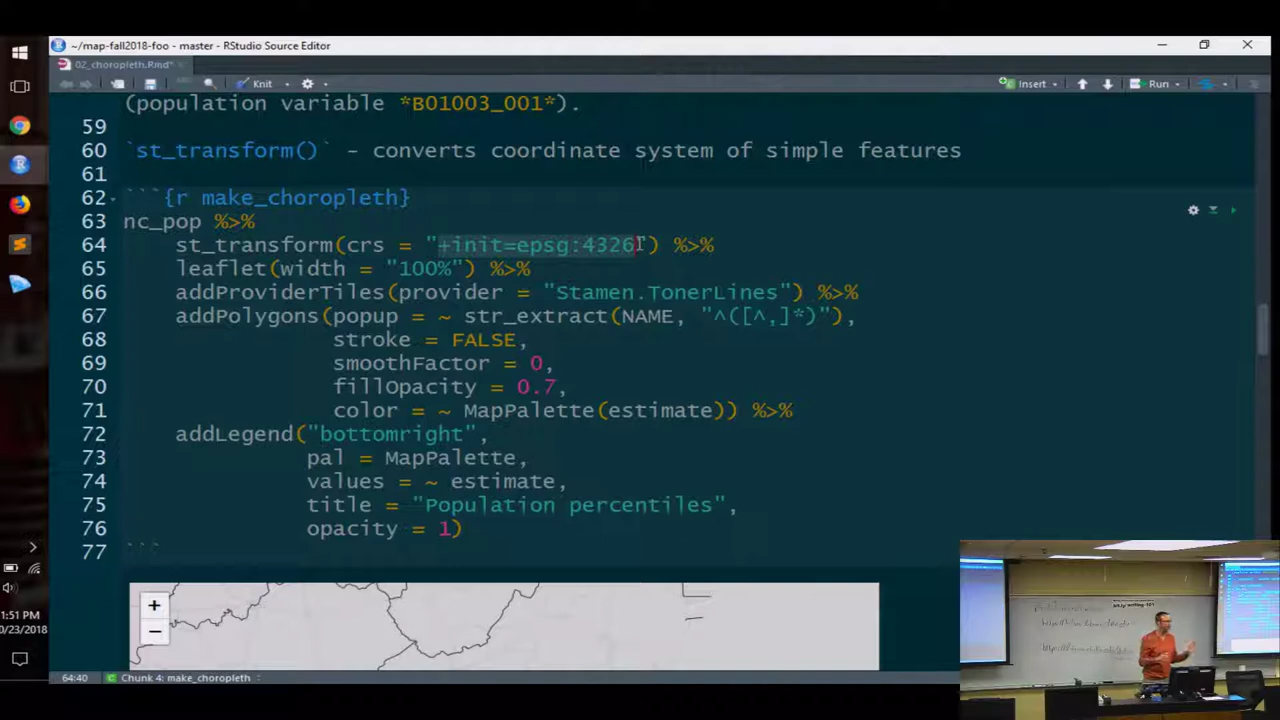 ~/map-fall2018-foo - master - RStudio Source Editor
02_choropleth.Rmd*
Knit
Insert
Run
(population variable *B01003_001*).
59
60 `st_transform()` - converts coordinate system of simple features
61
62 ```{r make_choropleth}
63 nc_pop %>%
64 st_transform(crs = "+init=epsg:4326") %>%
65 leaflet(width = "100%") %>%
66 addProviderTiles(provider = "Stamen.TonerLines") %>%
67 addPolygons(popup = ~ str_extract(NAME, "^([^,]*)"),
68 stroke = FALSE,
69 smoothFactor = 0,
70 fillOpacity = 0.7,
71 color = ~ MapPalette(estimate)) %>%
72 addLegend("bottomright",
73 pal = MapPalette,
74 values = ~ estimate,
75 title = "Population percentiles",
76 opacity = 1)
77 ```
+
−
64:40 Chunk 4: make_choropleth
1:51 PM
0/23/2018